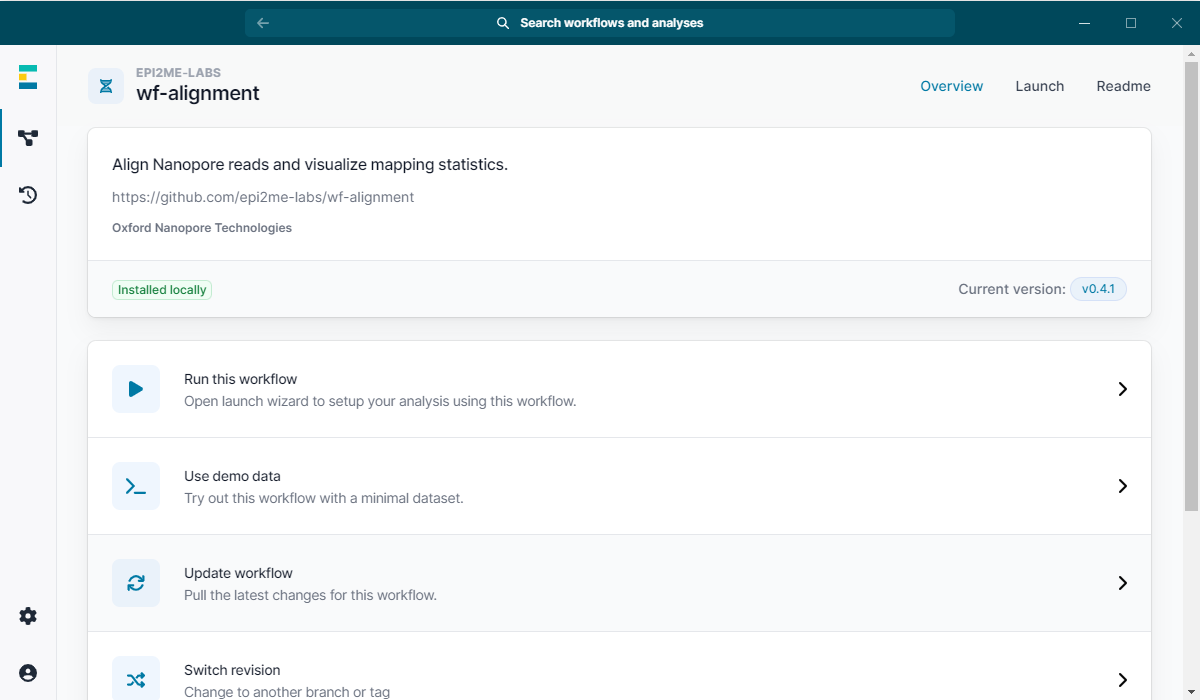 Search workflows and analyses
EPI2ME-LABS
wf-alignment
Overview
Launch
Readme
Align Nanopore reads and visualize mapping statistics.
https://github.com/epi2me-labs/wf-alignment
Oxford Nanopore Technologies
Installed locally
Current version: v0.4.1
Run this workflow
Open launch wizard to setup your analysis using this workflow.
Use demo data
Try out this workflow with a minimal dataset.
Update workflow
Pull the latest changes for this workflow.
Switch revision
Change to another branch or tag